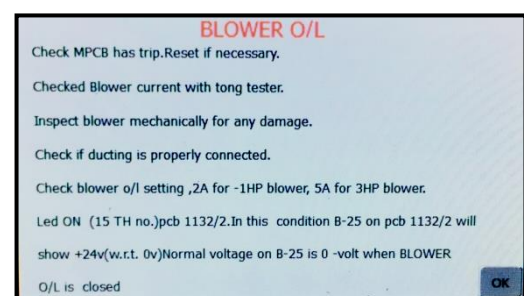 BLOWER O/L
Check MPCB has trip.Reset if necessary.
Checked Blower current with tong tester.
Inspect blower mechanically for any damage.
Check if ducting is properly connected.
Check blower o/l setting ,2A for -1HP blower, 5A for 3HP blower.
Led ON (15 TH no.)pcb 1132/2.In this condition B-25 on pcb 1132/2 will
show +24v(w.r.t. 0v)Normal voltage on B-25 is 0 -volt when BLOWER
O/L is closed
OK